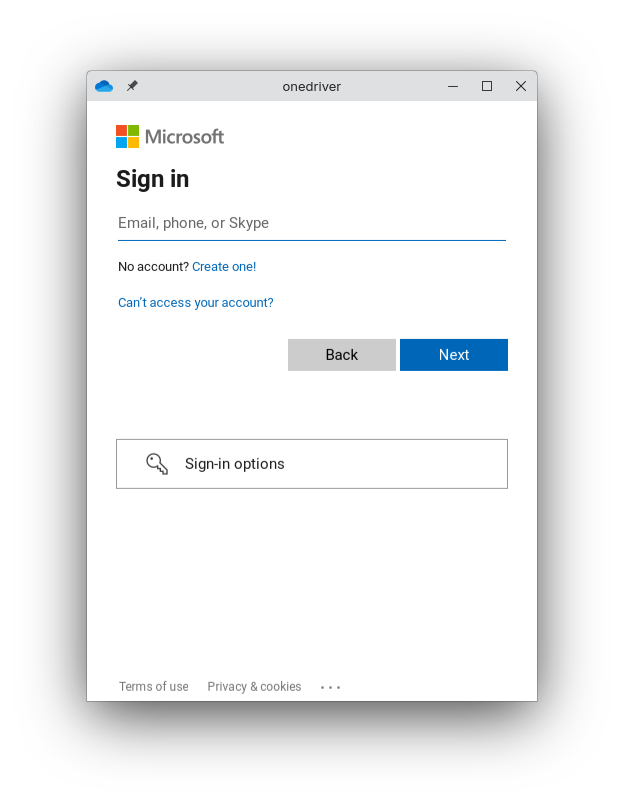 onedriver
Microsoft
Sign in
Email, phone, or Skype
No account? Create one!
Can’t access your account?
Back Next
Sign-in options
Terms of use Privacy & cookies ...